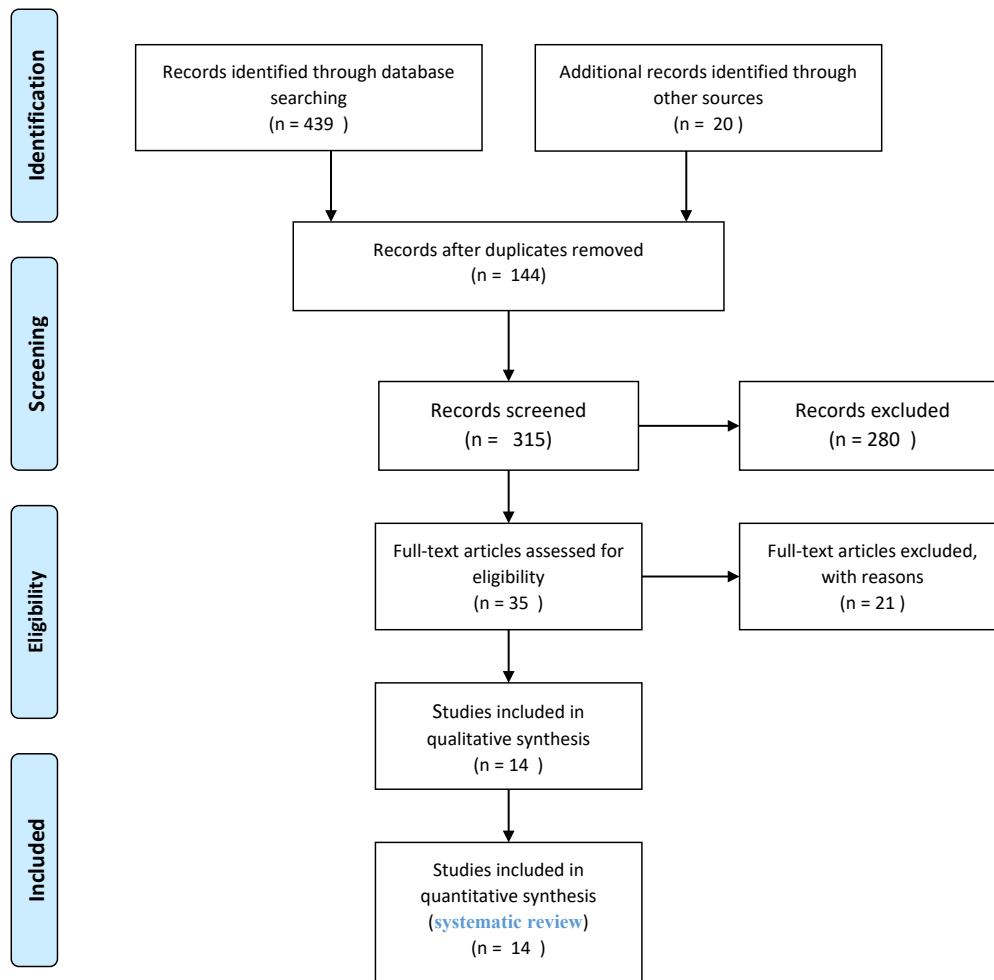 Identification
Records identified through database
searching
(n = 439 )
Additional records identified through
other sources
(n = 20 )
Records after duplicates removed
(n = 144)
Screening
Records screened
(n = 315)
Records excluded
(n = 280 )
Eligibility
Full-text articles assessed for
eligibility
(n = 35 )
Full-text articles excluded,
with reasons
(n = 21 )
Studies included in
qualitative synthesis
(n = 14 )
Included
Studies included in
quantitative synthesis
(systematic review)
(n = 14 )